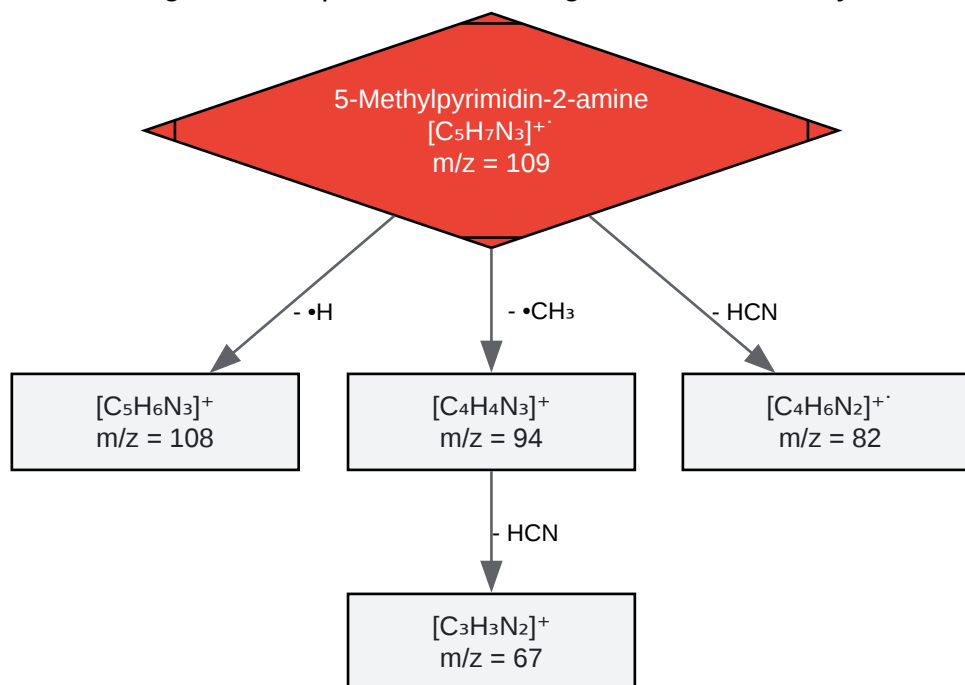 5-Methylpyrimidin-2-amine
[C₅H₇N₃]⁺˙
m/z = 109
- •H
- •CH₃
- HCN
[C₅H₆N₃]⁺
m/z = 108
[C₄H₄N₃]⁺
m/z = 94
[C₄H₆N₂]⁺˙
m/z = 82
- HCN
[C₃H₃N₂]⁺
m/z = 67